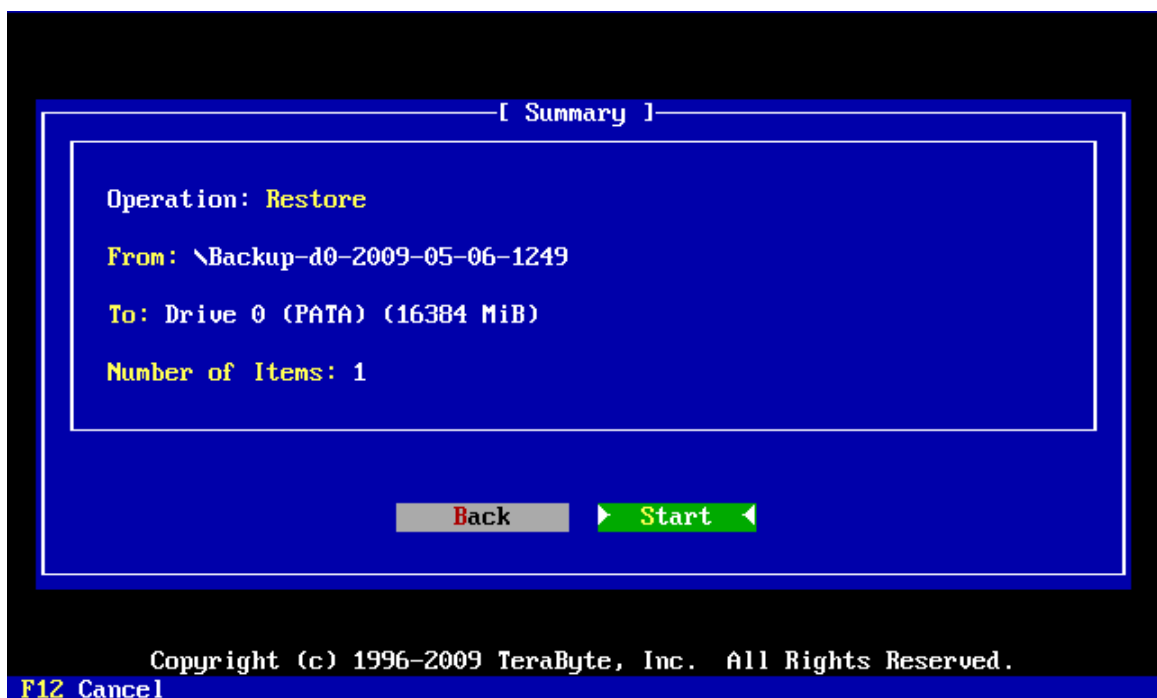 [ Summary ]
Operation: Restore
From: \Backup-d0-2009-05-06-1249
To: Drive 0 (PATA) (16384 MiB)
Number of Items: 1
Back Start
Copyright (c) 1996-2009 TeraByte, Inc. All Rights Reserved.
F12 Cancel